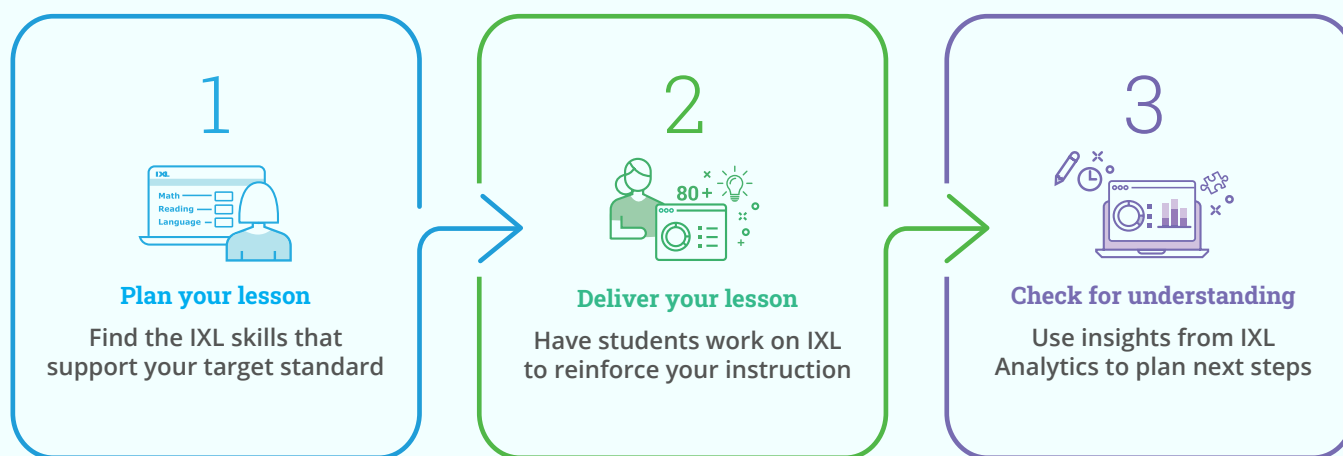 1
IXL
Math
Reading
Language
Plan your lesson
Find the IXL skills that
support your target standard
2
80+
Deliver your lesson
Have students work on IXL
to reinforce your instruction
3
Check for understanding
Use insights from IXL
Analytics to plan next steps